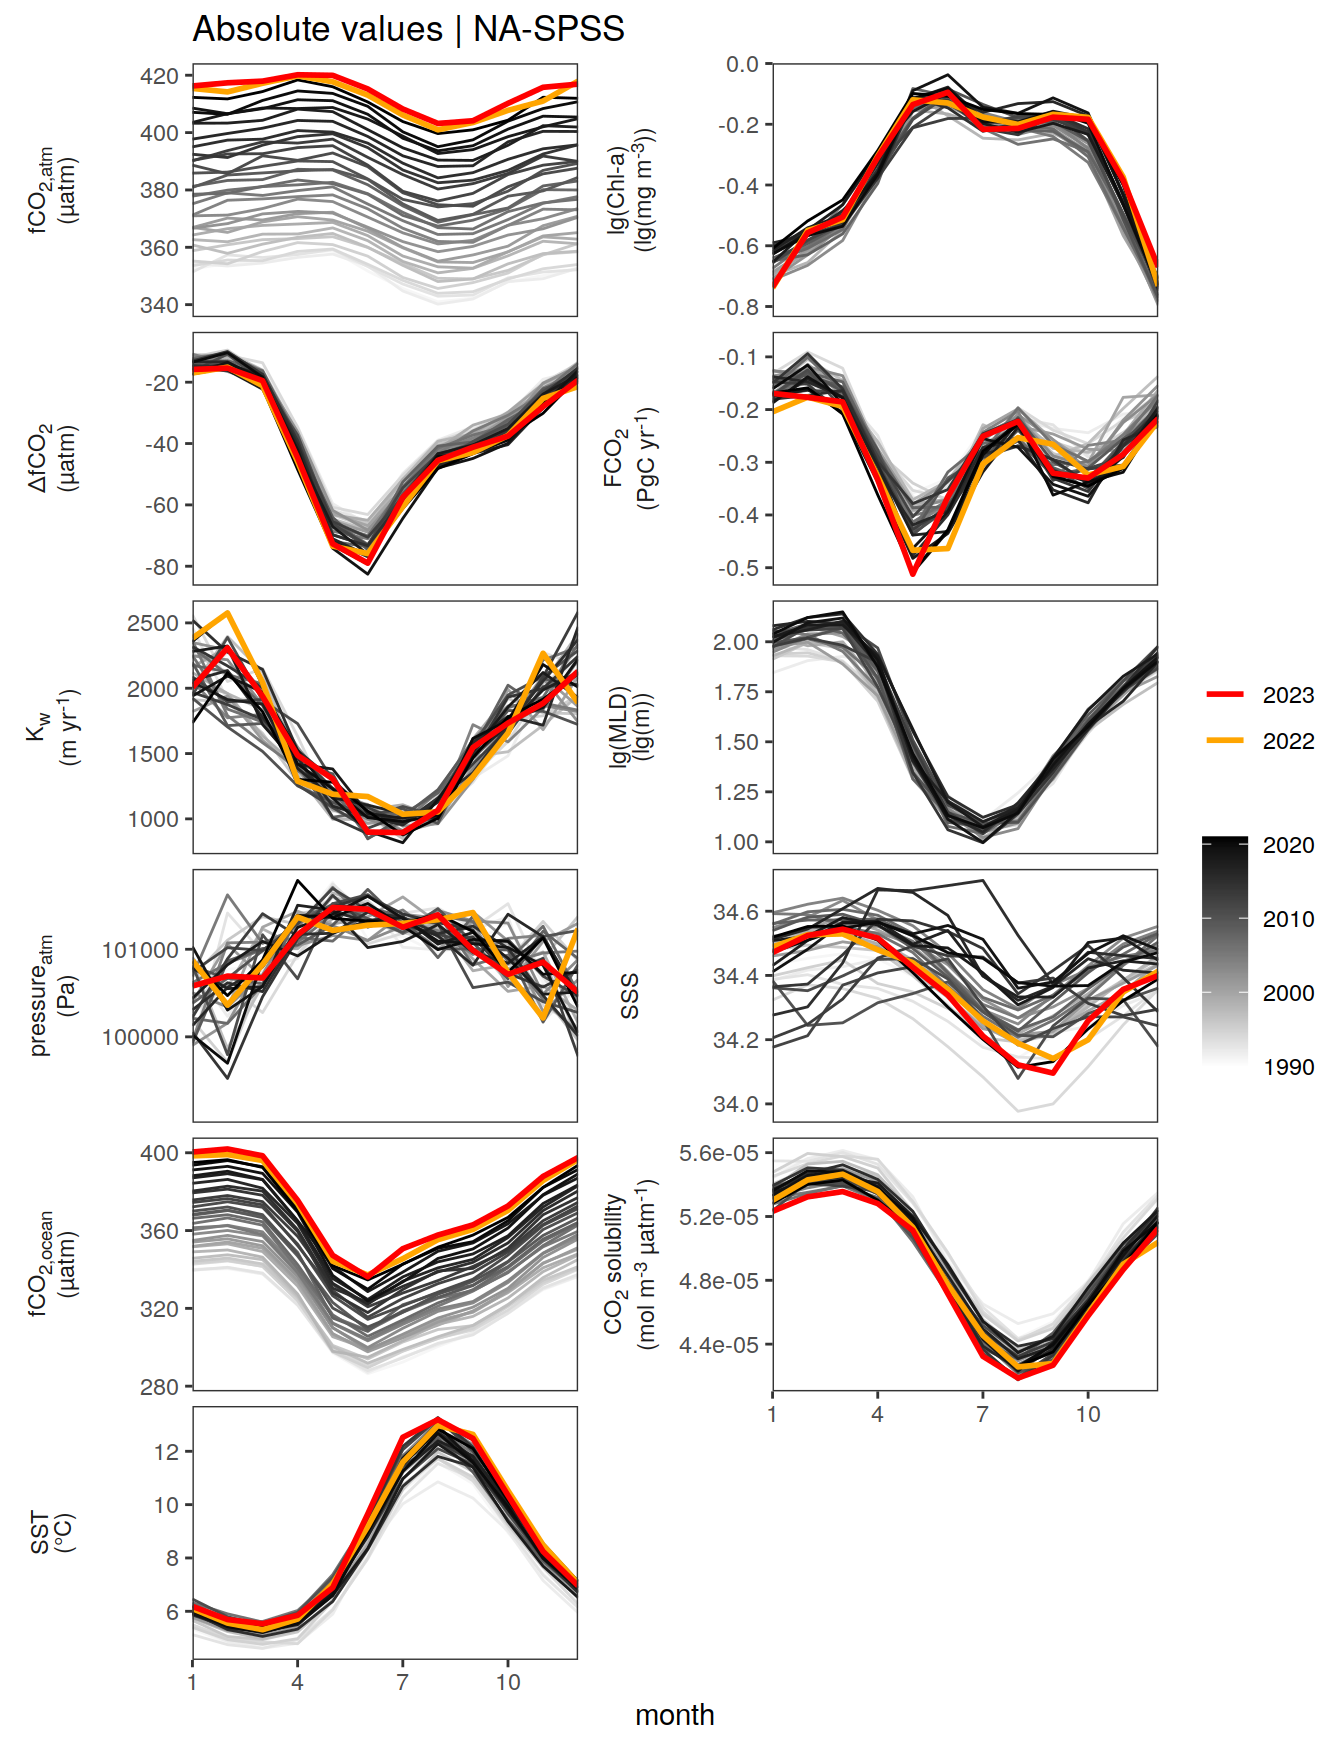 Absolute values | NA-SPSS
fCO2,atm
(µatm)
420
400
380
360
340
lg(Chl-a)
(lg(mg m-3))
0.0
-0.2
-0.4
-0.6
-0.8
ΔfCO2
(µatm)
-20
-40
-60
-80
FCO2
(PgC yr-1)
-0.1
-0.2
-0.3
-0.4
-0.5
Kw
(m yr-1)
2500
2000
1500
1000
lg(MLD)
(lg(m))
2.00
1.75
1.50
1.25
1.00
pressureatm
(Pa)
101000
100000
SSS
34.6
34.4
34.2
34.0
fCO2,ocean
(µatm)
400
360
320
280
CO2 solubility
(mol m-3 µatm-1)
5.6e-05
5.2e-05
4.8e-05
4.4e-05
1 4 7 10
SST
(°C)
12
10
8
6
1 4 7 10
month
2023
2022
2020
2010
2000
1990